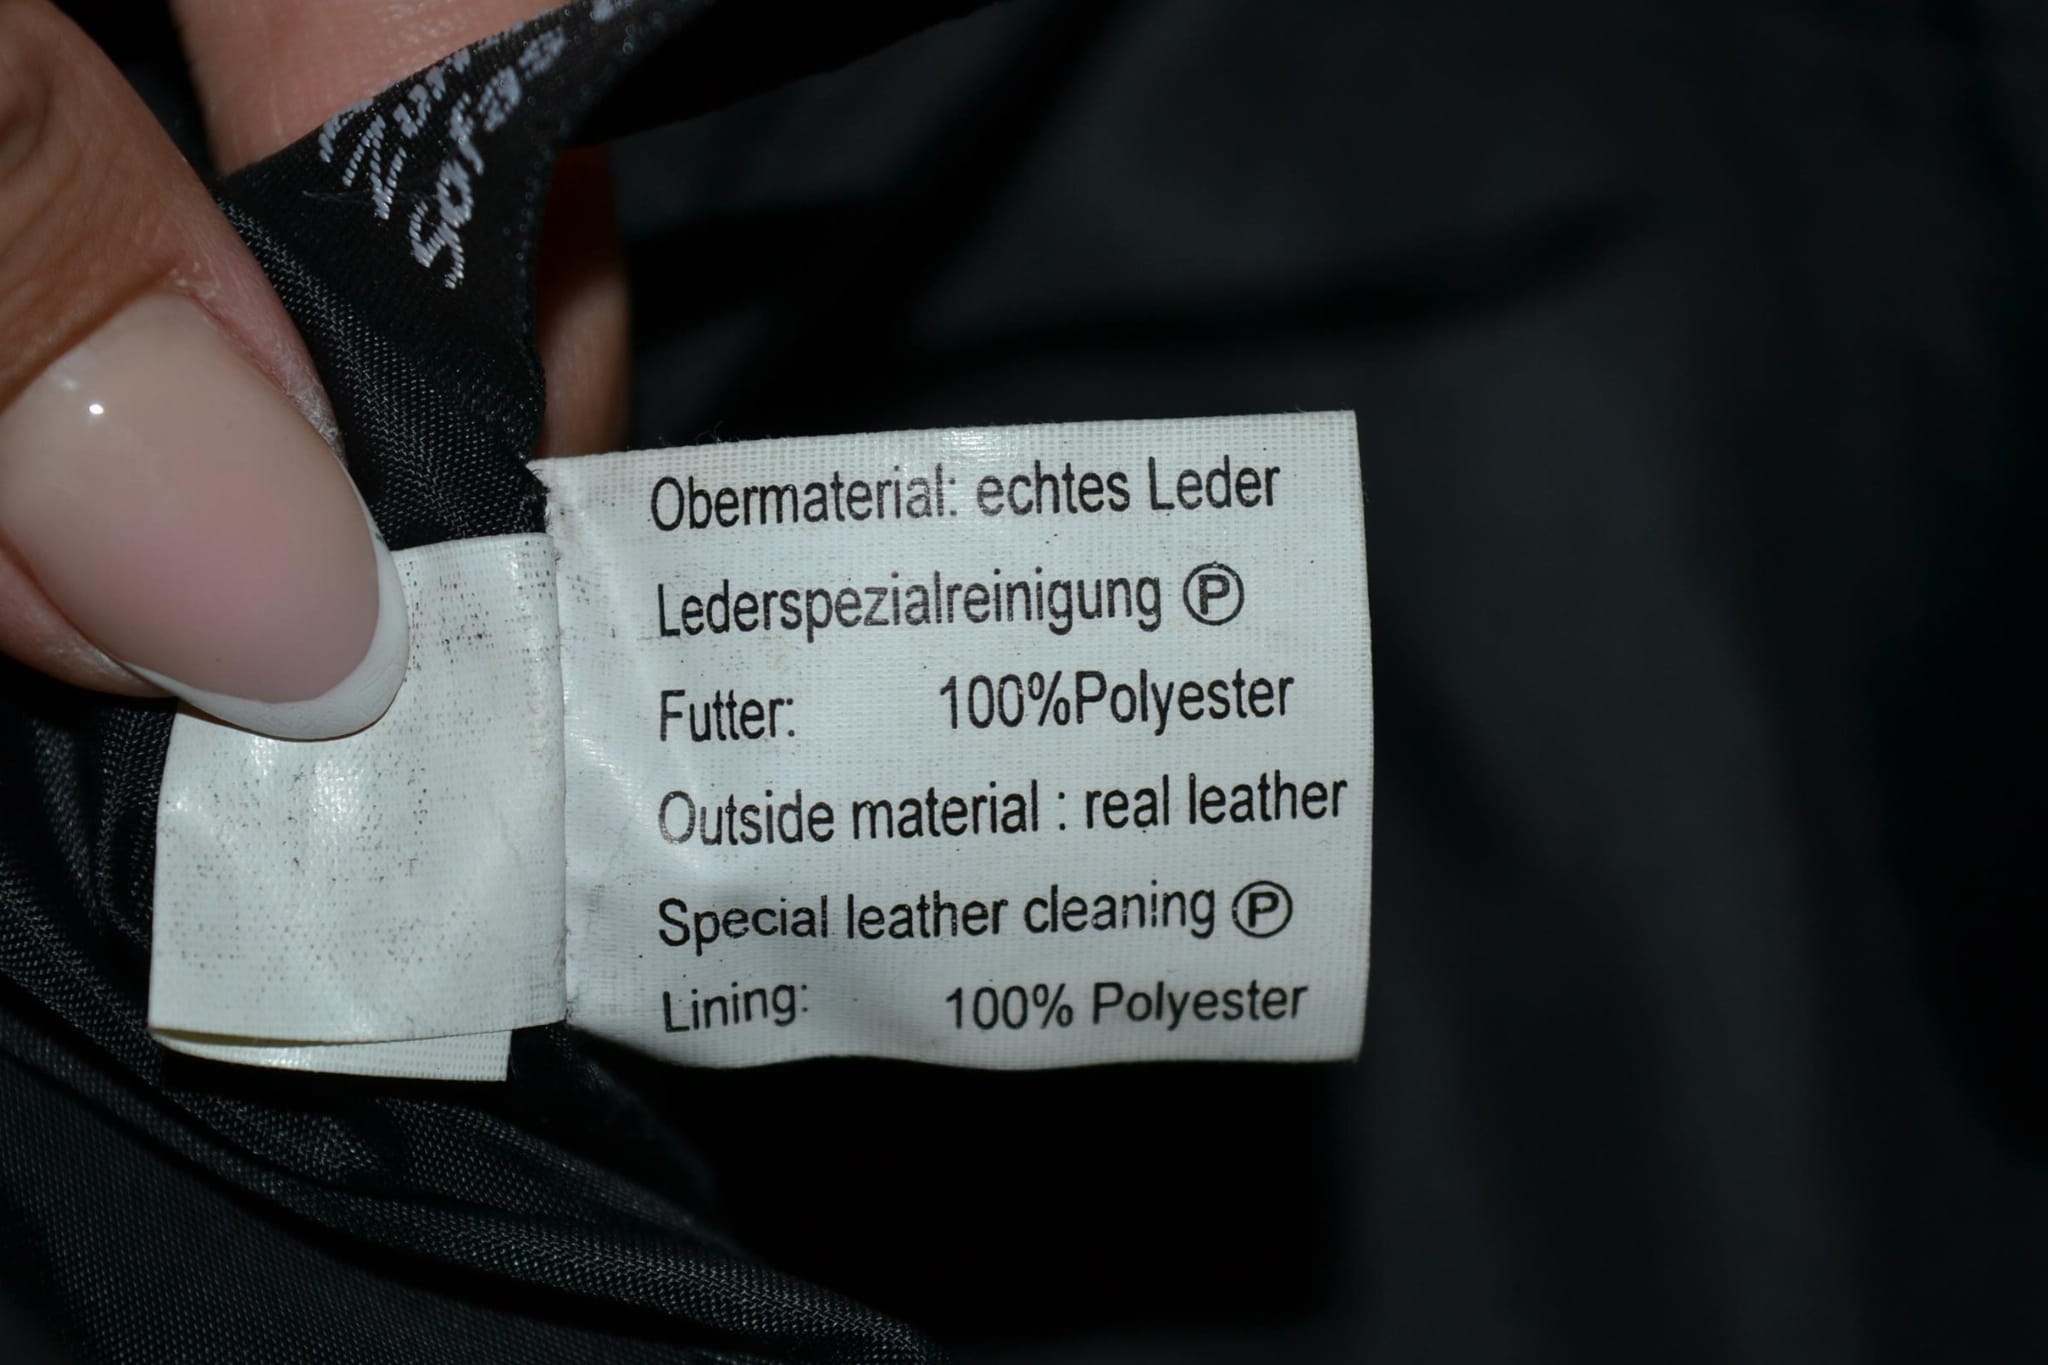 Obermaterial: echtes Leder
Lederspezialreinigung Ⓟ
Futter: 100%Polyester
Outside material : real leather
Special leather cleaning Ⓟ
Lining: 100% Polyester